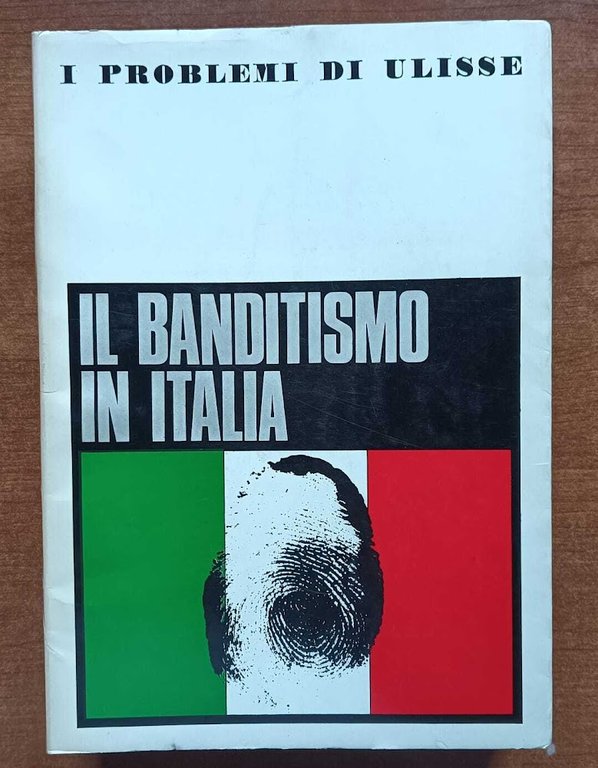 I PROBLEMI DI ULISSE
IL BANDITISMO
IN ITALIA